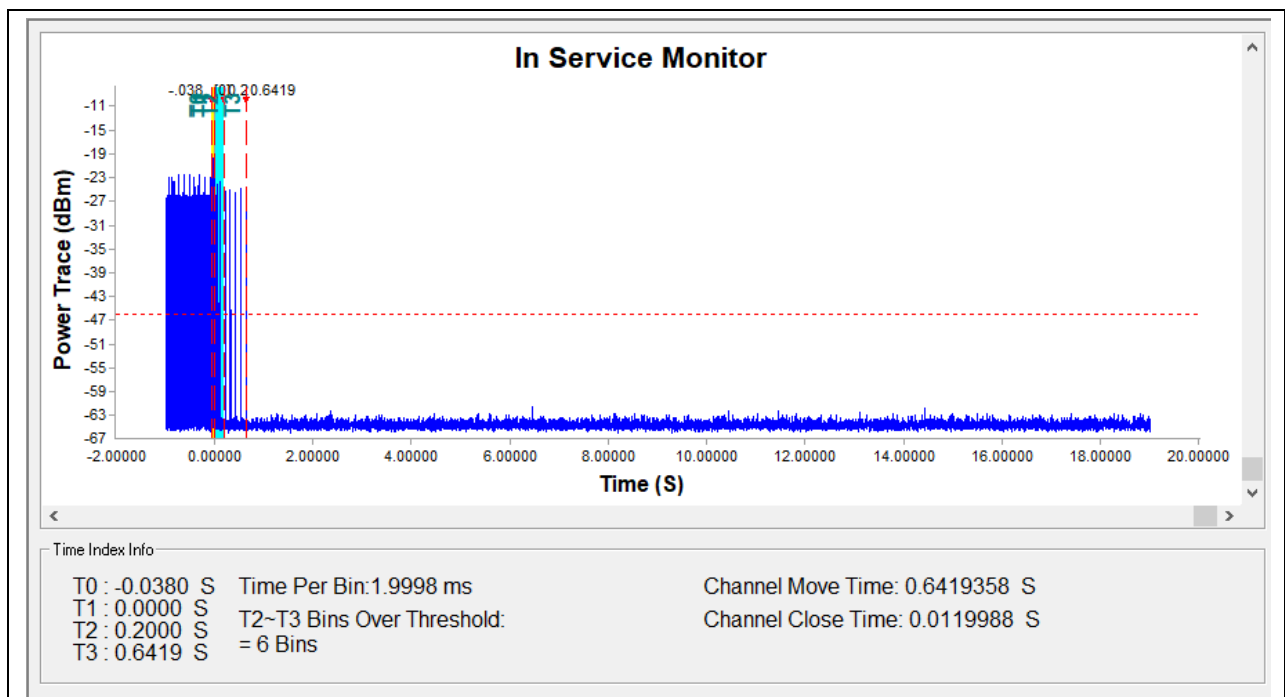 In Service Monitor
-.038
0.2
0.6419
T3
Power Trace (dBm)
-11
-15
-19
-23
-27
-31
-35
-39
-43
-47
-51
-55
-59
-63
-67
-2.00000 0.00000 2.00000 4.00000 6.00000 8.00000 10.00000 12.00000 14.00000 16.00000 18.00000 20.00000
Time (S)
Time Index Info
T0 : -0.0380 S
T1 : 0.0000 S
T2 : 0.2000 S
T3 : 0.6419 S
Time Per Bin:1.9998 ms
T2~T3 Bins Over Threshold:
= 6 Bins
Channel Move Time: 0.6419358 S
Channel Close Time: 0.0119988 S